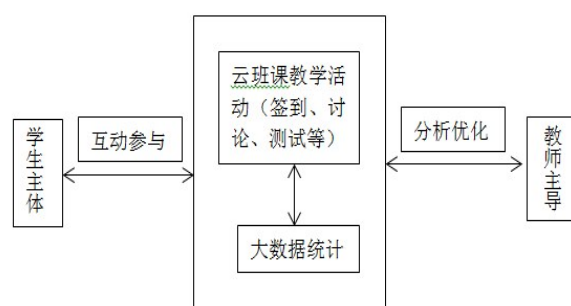 学生主体
互动参与
云班课教学活
动（签到、讨
论、测试等）
大数据统计
分析优化
教师主导